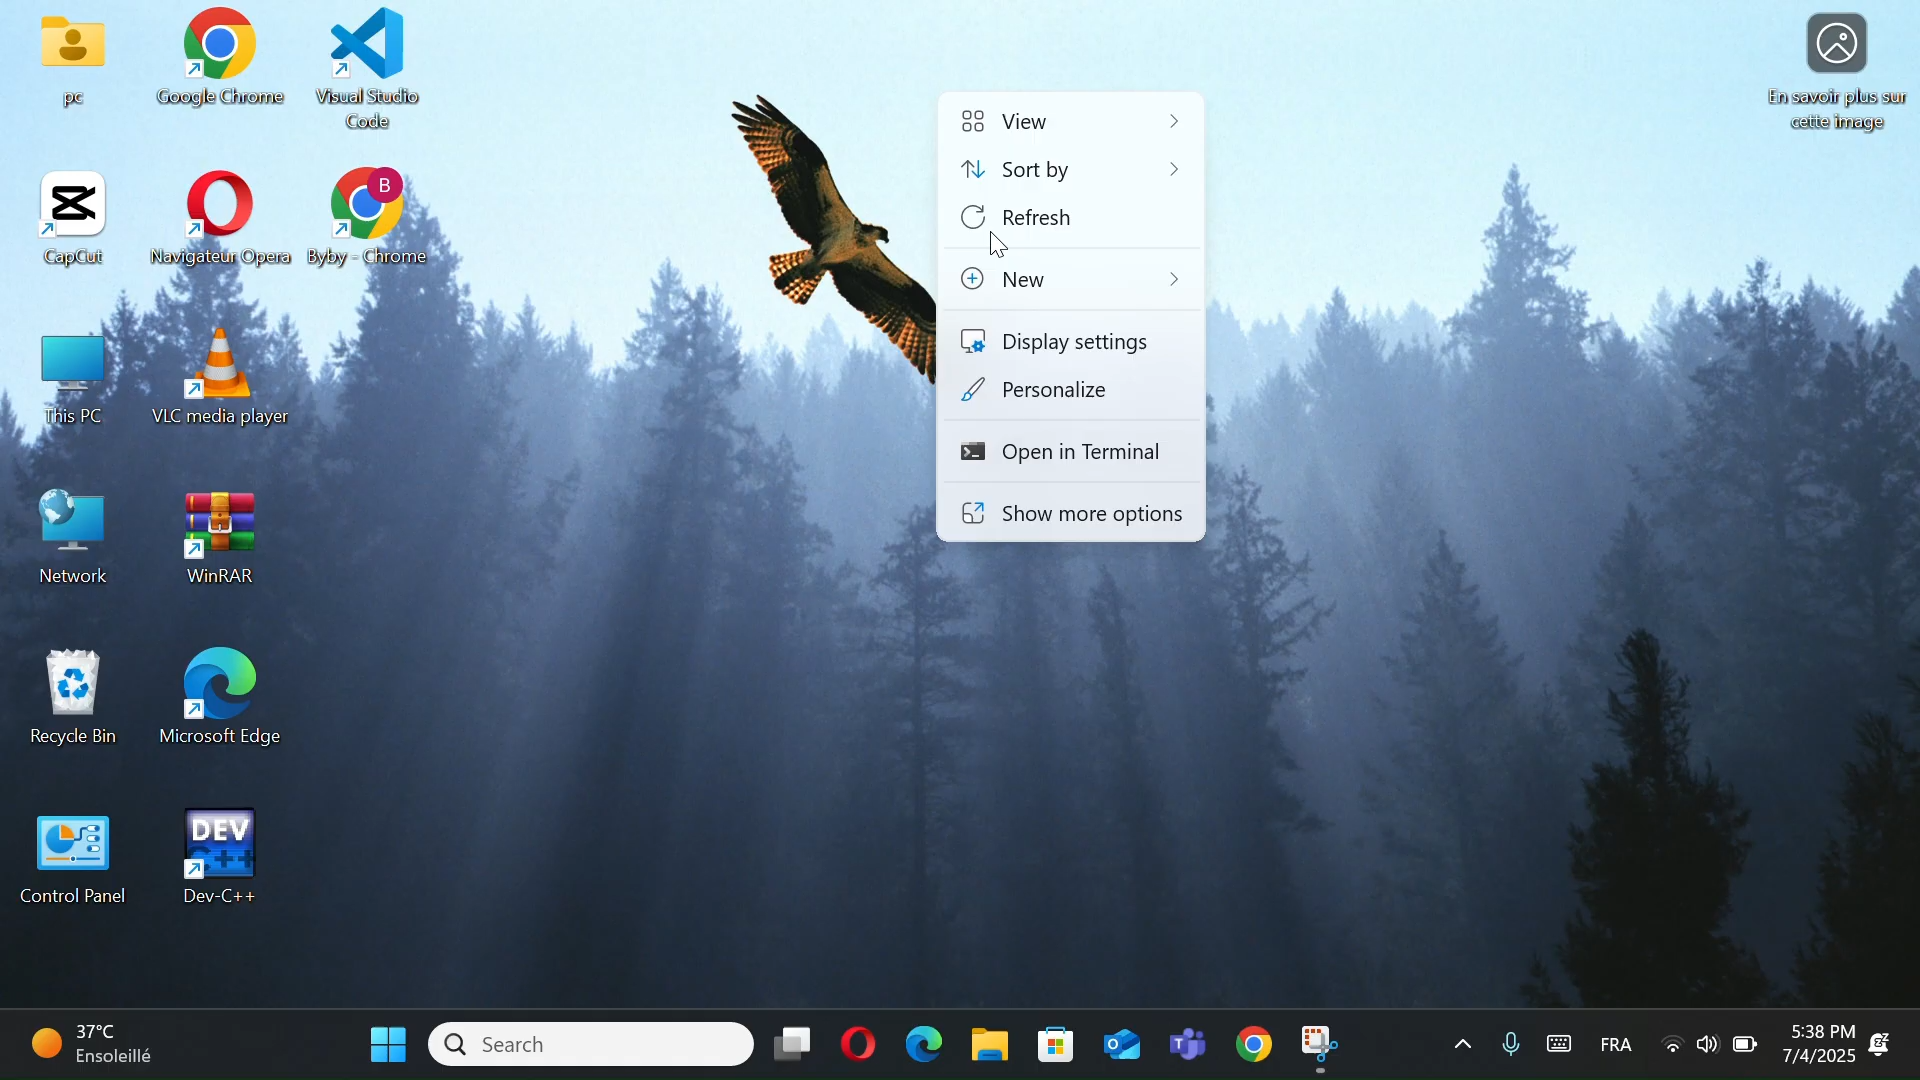 pc
Google Chrome
Visual Studio
Code
En savoir plus sur
cette image
CapCut
Navigateur Opera
B
Byby - Chrome
This PC
VLC media player
Network
WinRAR
Recycle Bin
Microsoft Edge
Control Panel
DEV
C++
Dev-C++
View
Sort by
Refresh
New
Display settings
Personalize
Open in Terminal
Show more options
37°C
Ensoleillé
Search
FRA
5:38 PM
7/4/2025